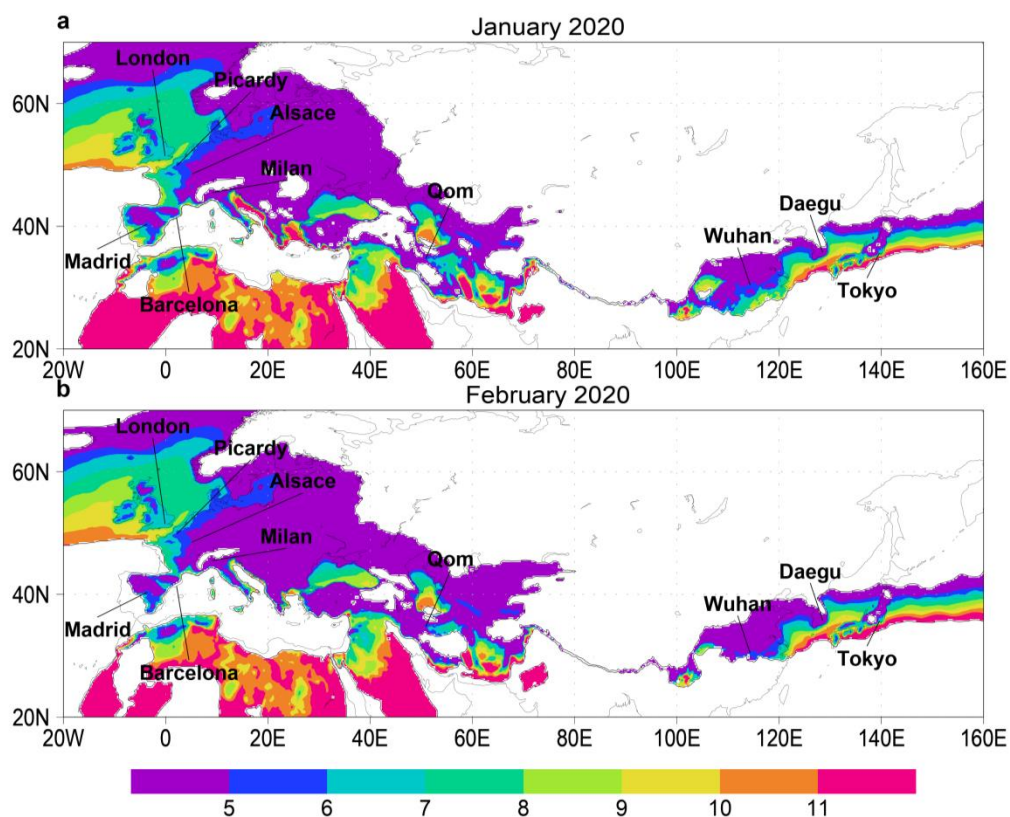 a
January 2020
London
Picardy
Alsace
60N
Milan
Qom
Daegu
Wuhan
40N
Madrid
Tokyo
Barcelona
20N
20W 0 20E 40E 60E 80E 100E 120E 140E 160E
b
February 2020
London
Picardy
Alsace
60N
Milan
Qom
Daegu
Wuhan
40N
Madrid
Tokyo
Barcelona
20N
20W 0 20E 40E 60E 80E 100E 120E 140E 160E
5 6 7 8 9 10 11